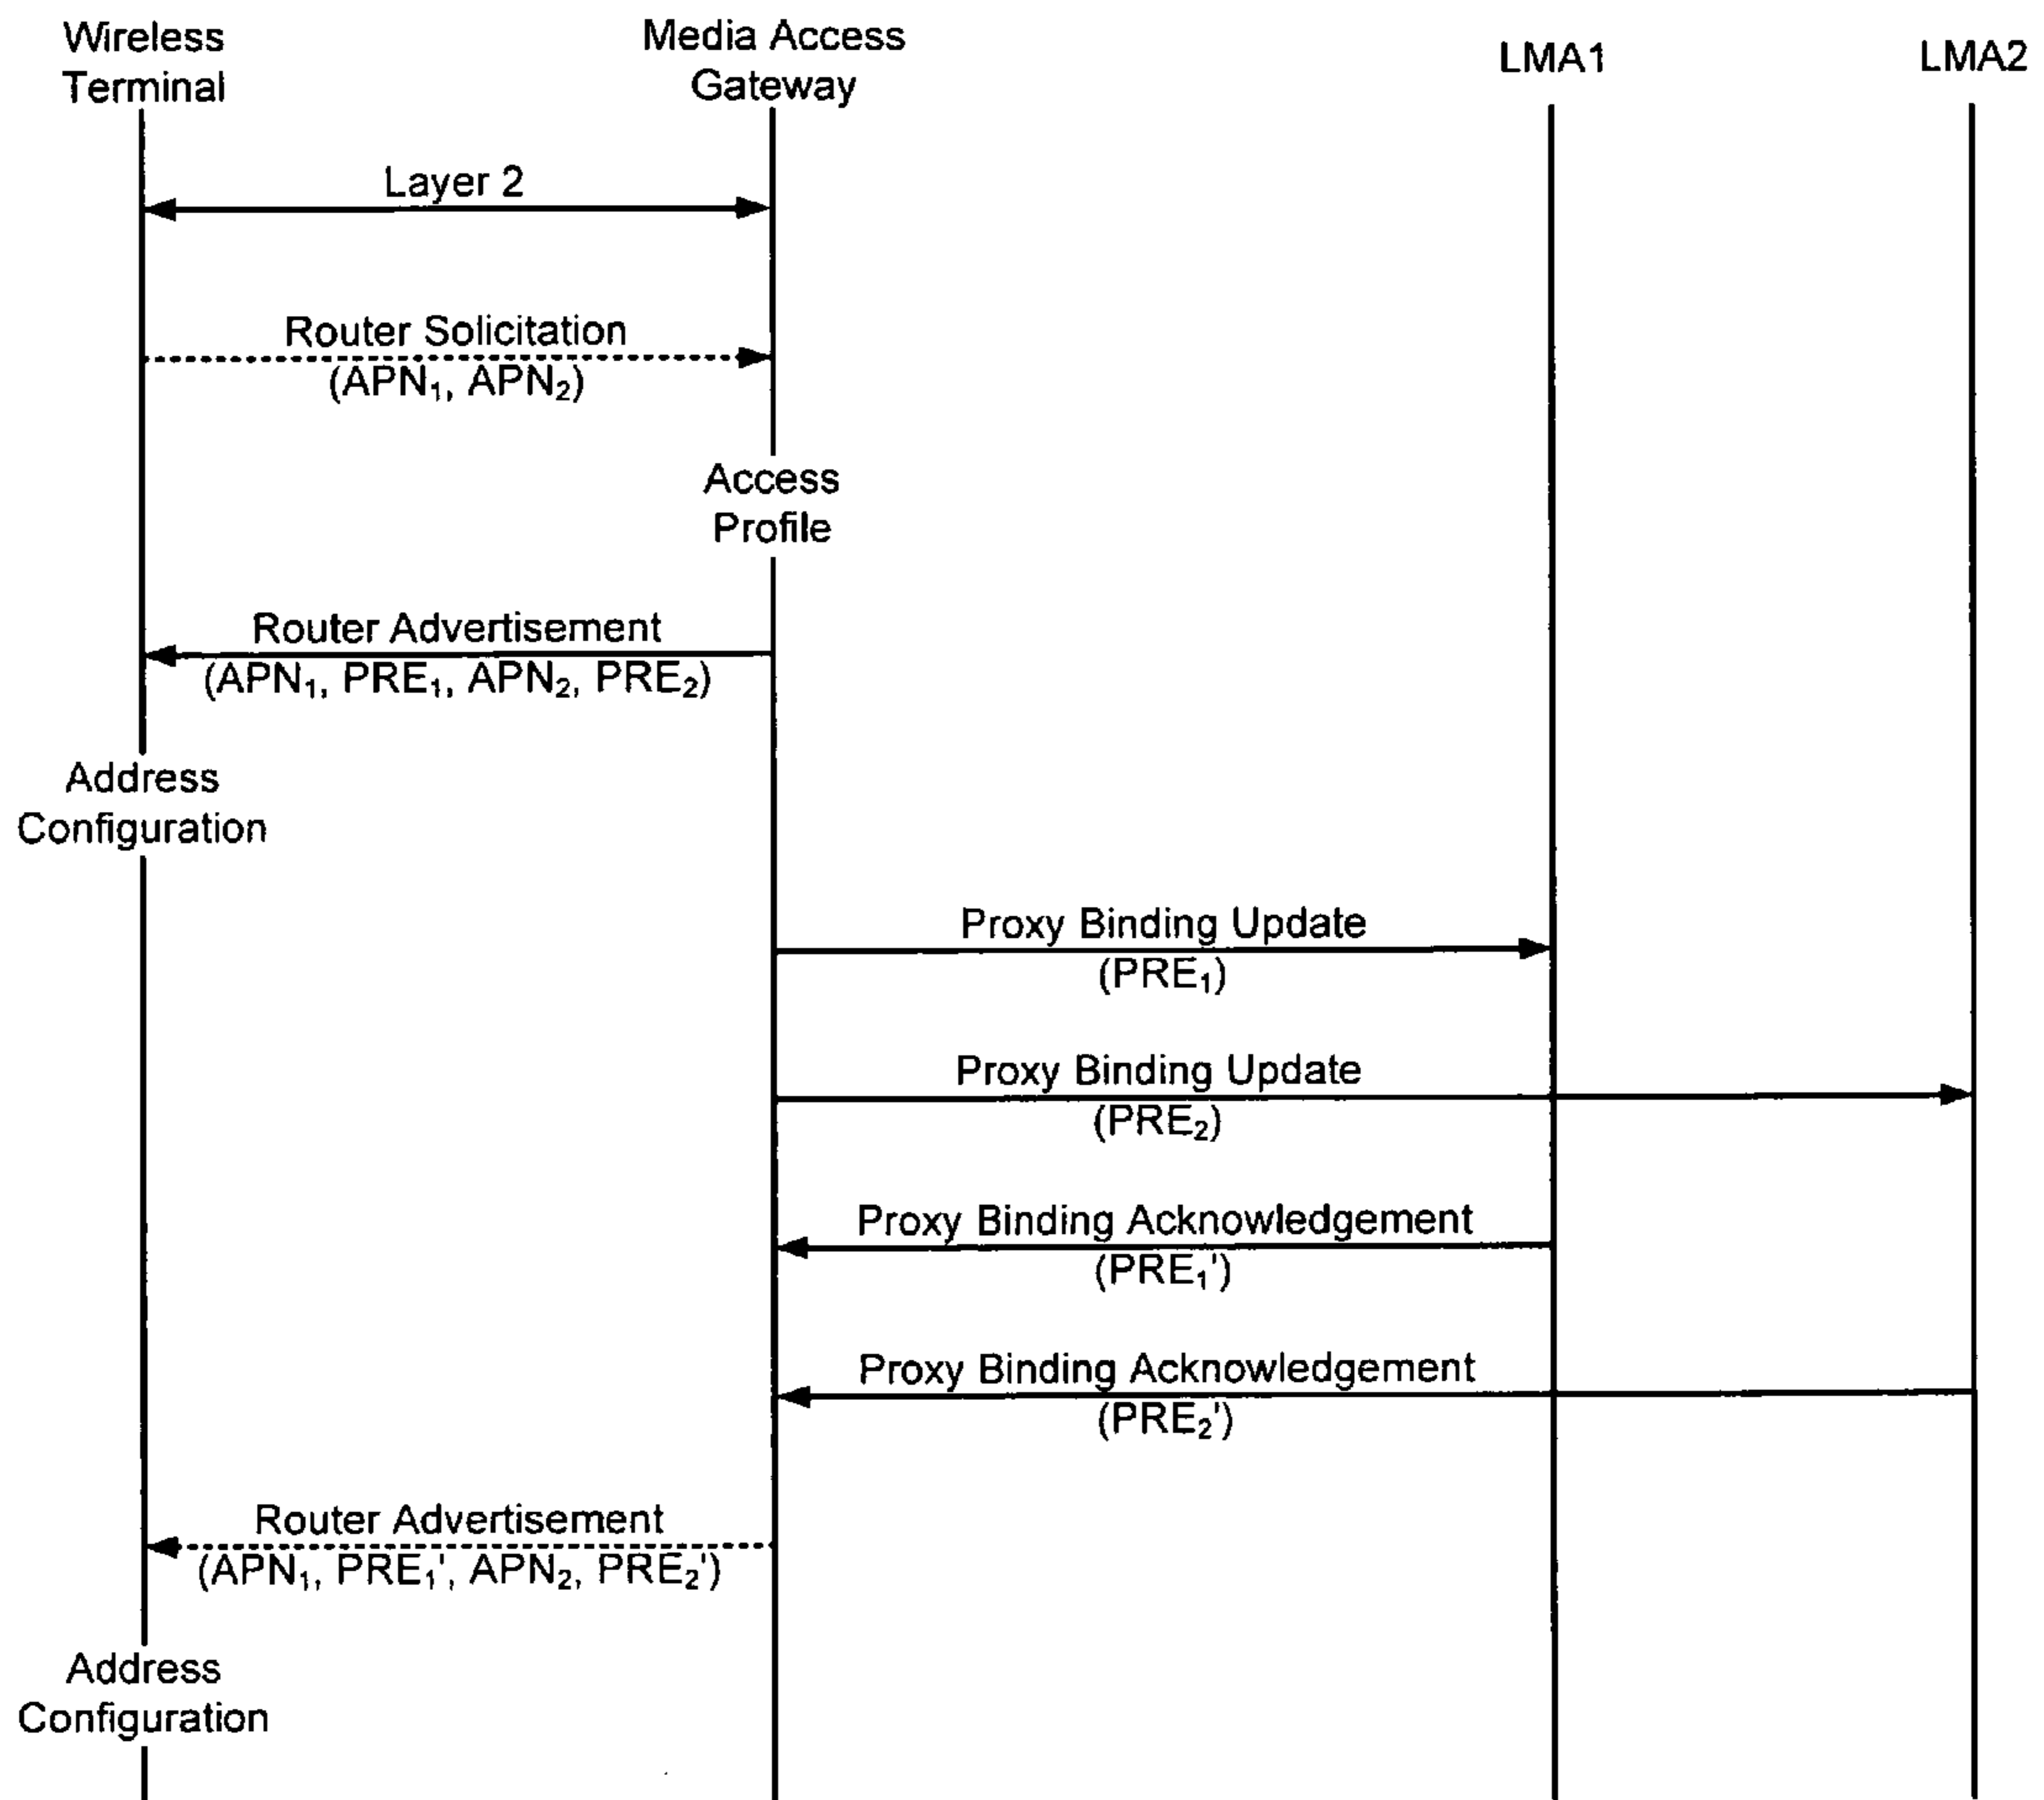 Wireless
Terminal
Media Access
Gateway
LMA1
LMA2
Layer 2
Router Solicitation
(APN₁, APN₂)
Access
Profile
Router Advertisement
(APN₁, PRE₁, APN₂, PRE₂)
Address
Configuration
Proxy Binding Update
(PRE₁)
Proxy Binding Update
(PRE₂)
Proxy Binding Acknowledgement
(PRE₁')
Proxy Binding Acknowledgement
(PRE₂')
Router Advertisement
(APN₁, PRE₁', APN₂, PRE₂')
Address
Configuration